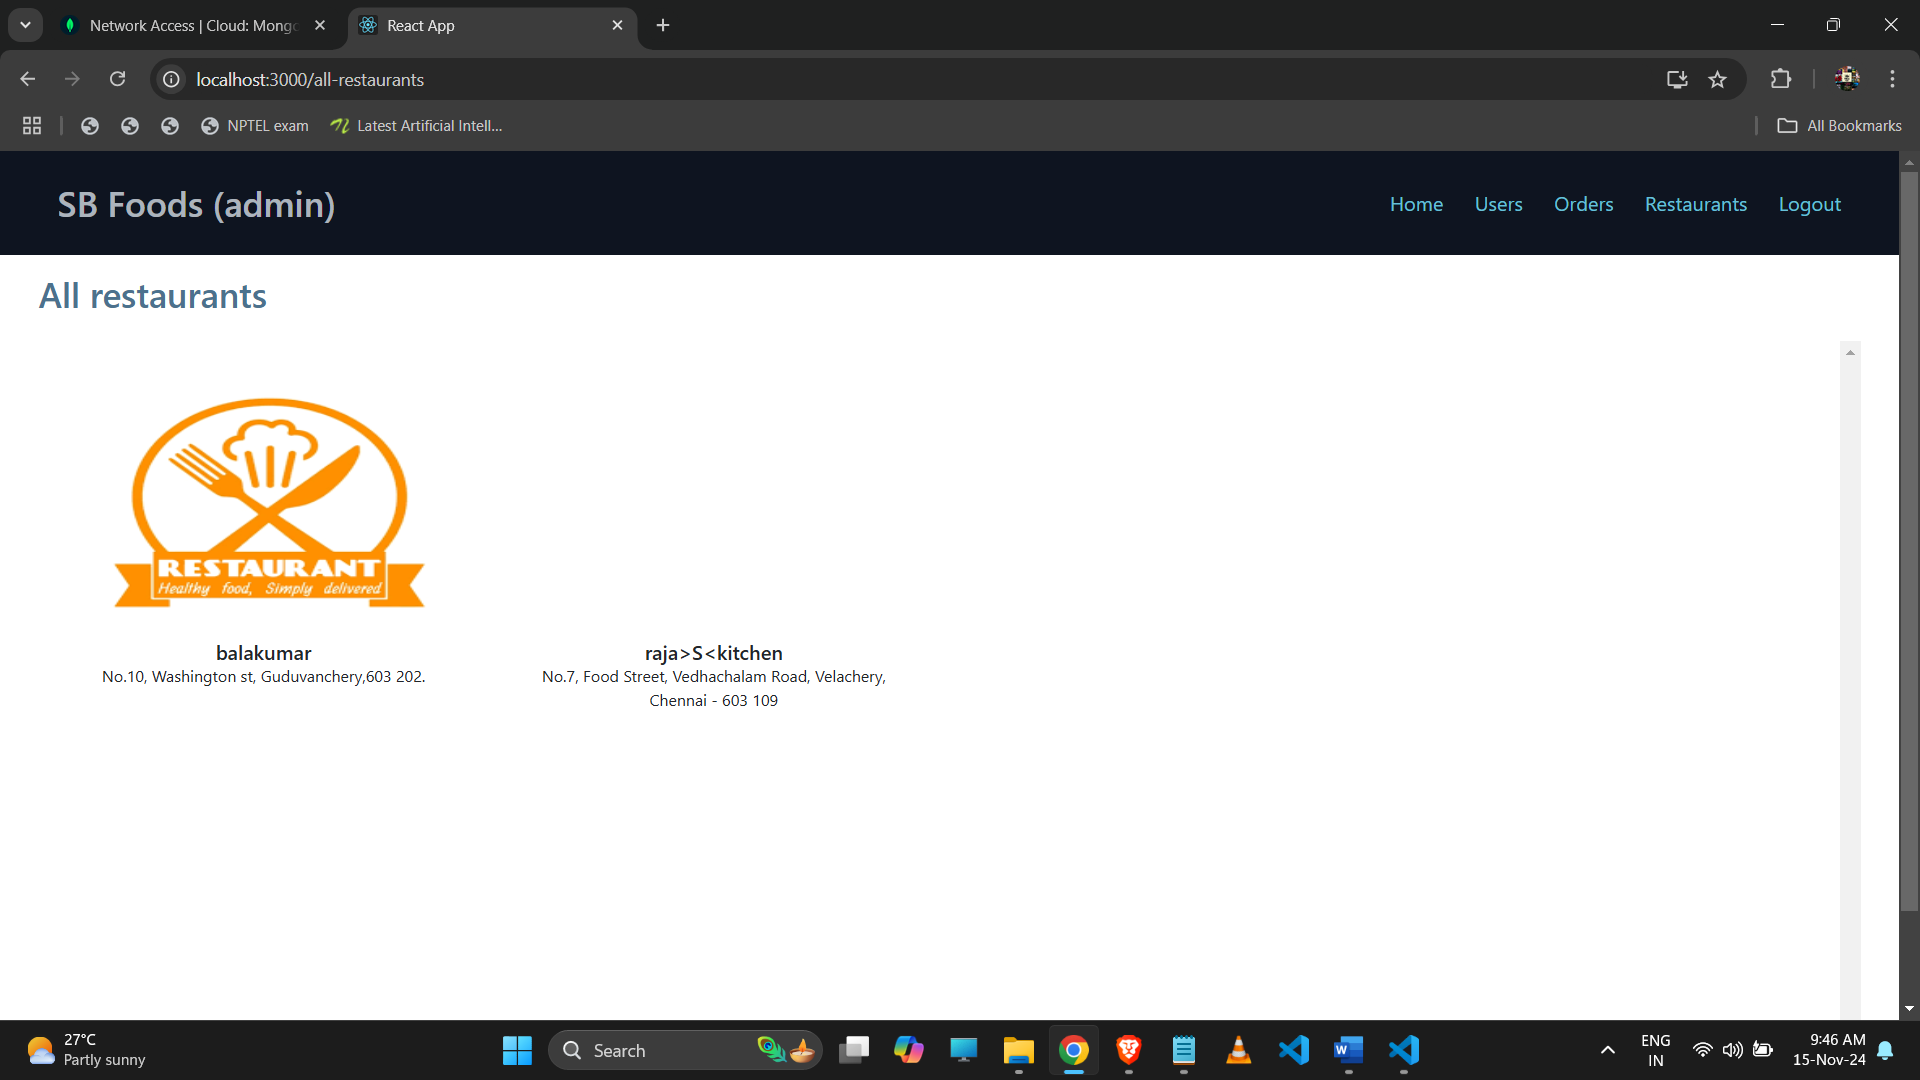 Network Access | Cloud: Mongo
React App
localhost:3000/all-restaurants
NPTEL exam
Latest Artificial Intell...
All Bookmarks
SB Foods (admin)
Home
Users
Orders
Restaurants
Logout
All restaurants
RESTAURANT
Healthy food, Simply delivered
balakumar
No.10, Washington st, Guduvanchery,603 202.
raja>S<kitchen
No.7, Food Street, Vedhachalam Road, Velachery,
Chennai - 603 109
27°C
Partly sunny
Search
ENG
IN
9:46 AM
15-Nov-24